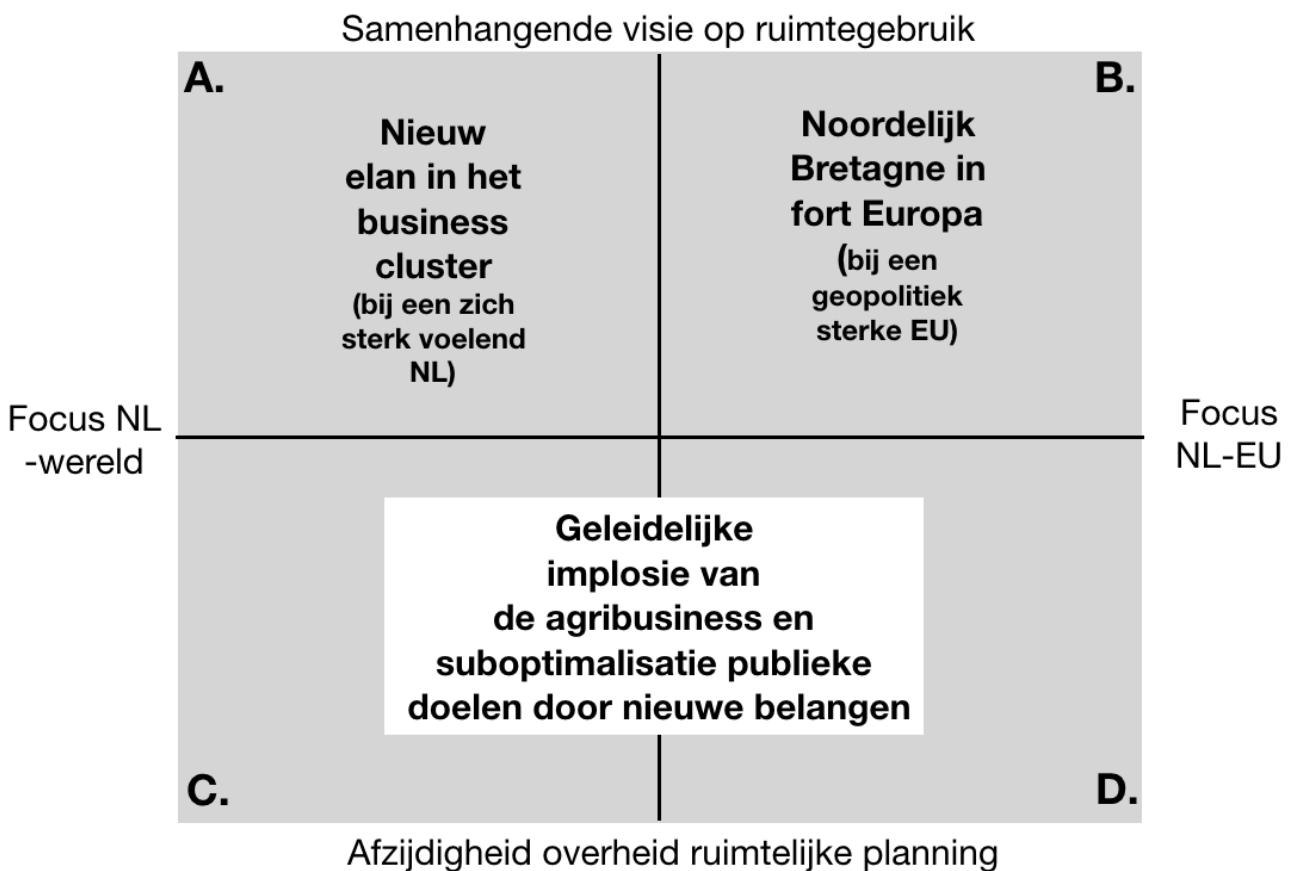 Samenhangende visie op ruimtegebruik
A.
B.
Nieuw
elan in het
business
cluster
(bij een zich
sterk voelend
NL)
Noordelijk
Bretagne in
fort Europa
(bij een
geopolitiek
sterke EU)
Focus NL
-wereld
Focus
NL-EU
Geleidelijke
implosie van
de agribusiness en
suboptimalisatie publieke
doelen door nieuwe belangen
C.
D.
Afzijdigheid overheid ruimtelijke planning